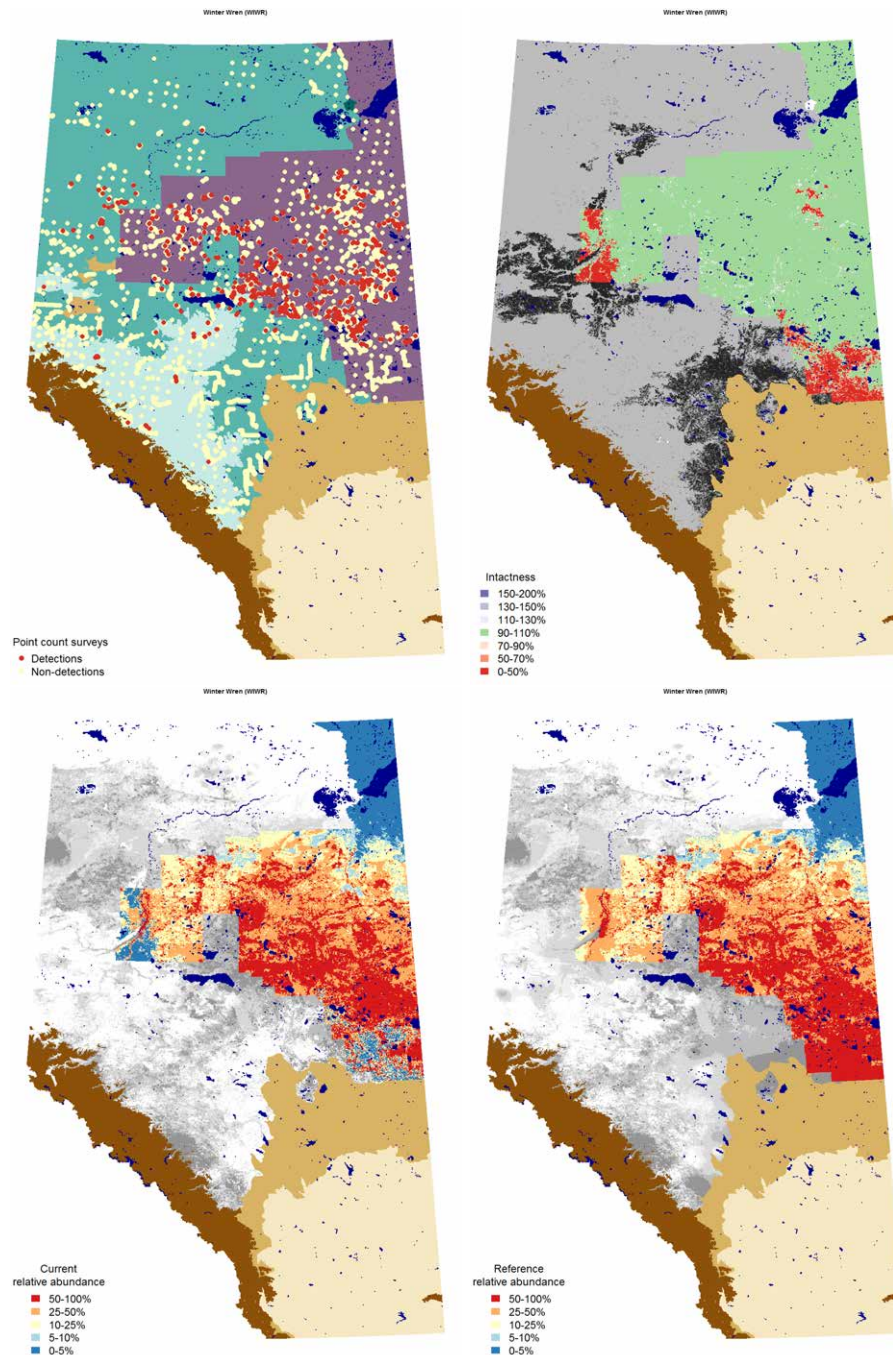 Winter Wren (WIWR)
Point count surveys
Detections
Non-detections
Winter Wren (WIWR)
Intactness
150-200%
130-150%
110-130%
90-110%
70-90%
50-70%
0-50%
Winter Wren (WIWR)
Current
relative abundance
50-100%
25-50%
10-25%
5-10%
0-5%
Winter Wren (WIWR)
Reference
relative abundance
50-100%
25-50%
10-25%
5-10%
0-5%